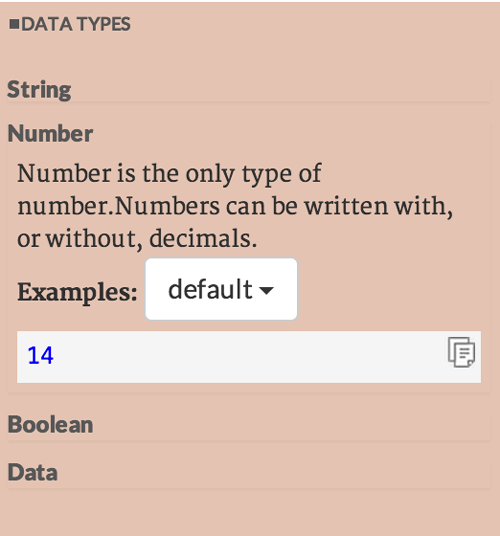 ■DATA TYPES
String
Number
Number is the only type of
number.Numbers can be written with,
or without, decimals.
Examples: default
14
Boolean
Data